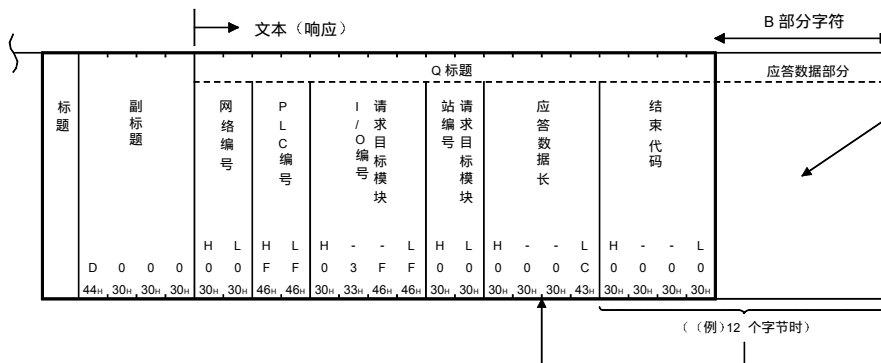 文本（响应）
B 部分字符
Q 标题
应答数据部分
标题
副标题
网络编号
PLC编号
请求目标模块
I/O编号
请求目标模块
站编号
应答数据长
结束代码
H L H L H - - L H L H - - L H - - L
D 0 0 0 0 0 F F 0 3 F F 0 0 0 0 0 C 0 0 0 0
44H 30H 30H 30H 30H 30H 46H 46H 30H 33H 46H 46H 30H 30H 30H 30H 30H 43H 30H 30H 30H 30H
（（例）12 个字节时）